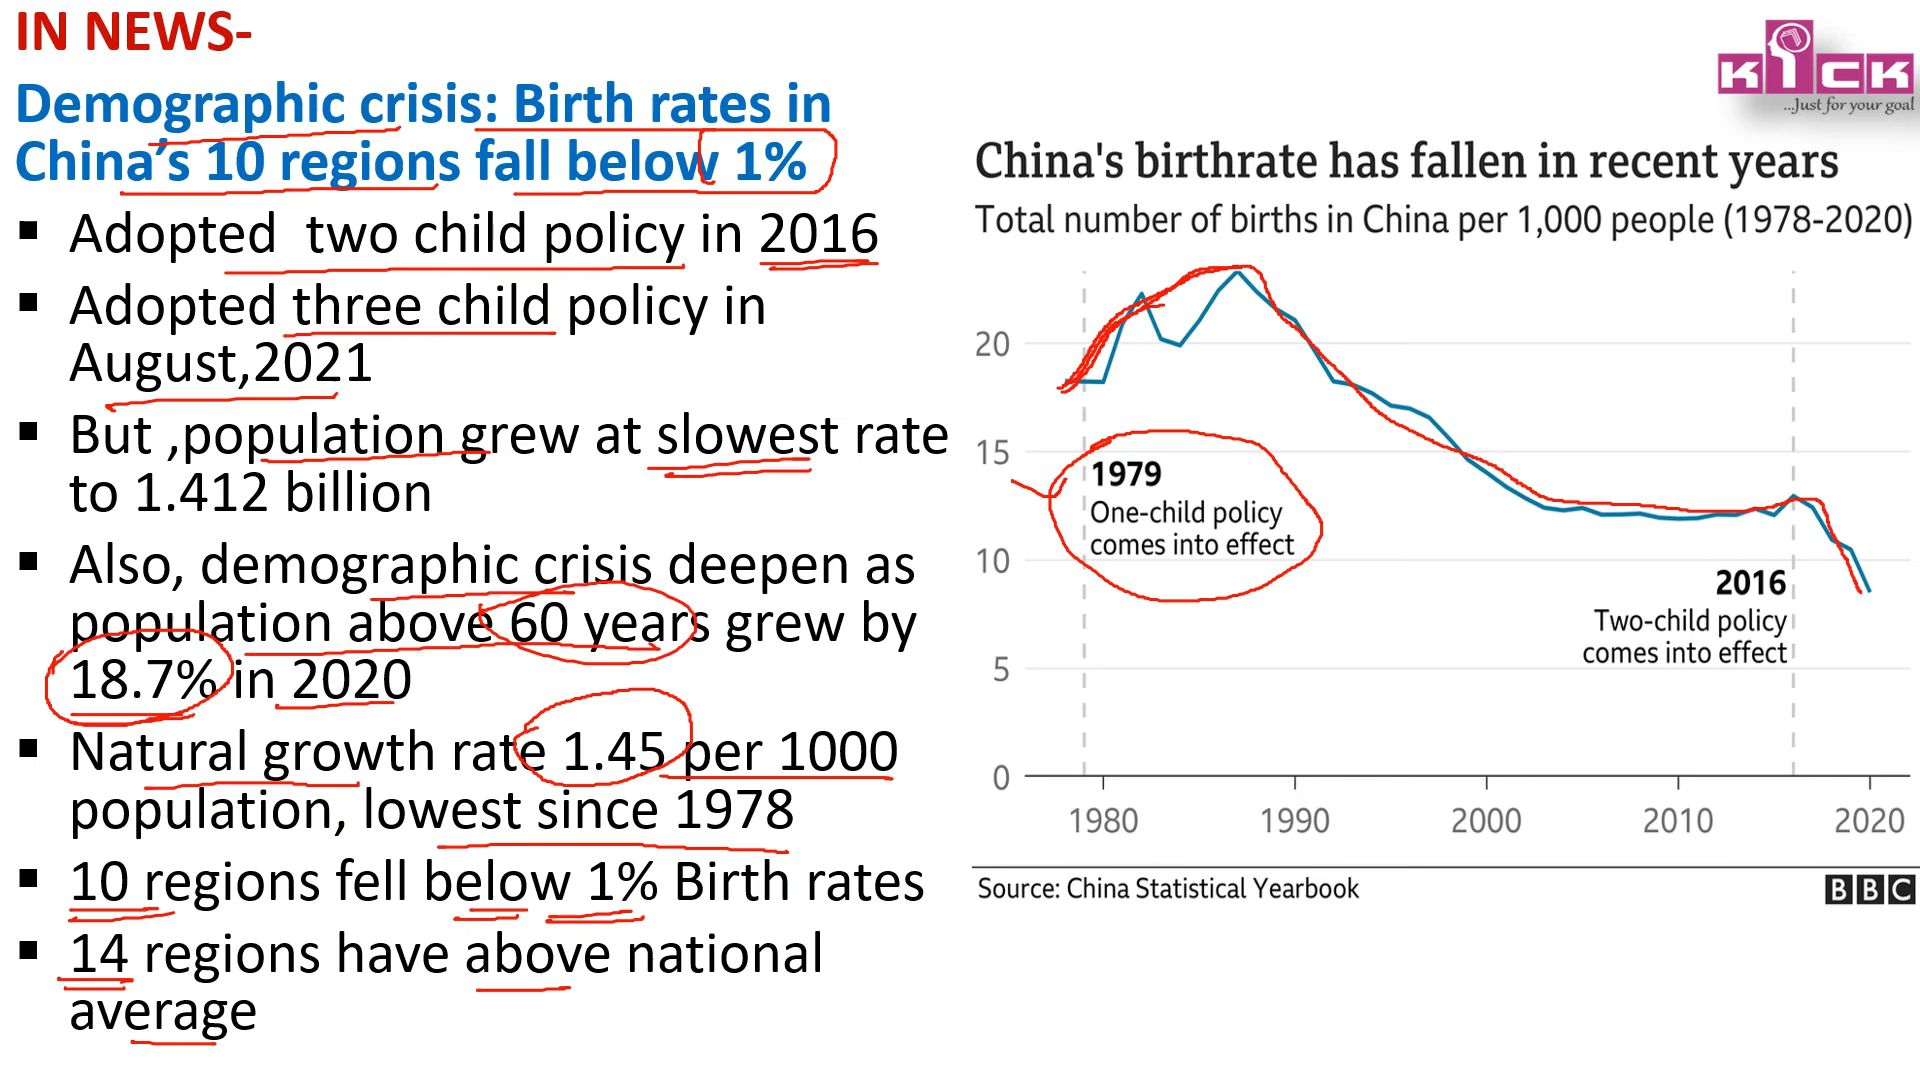 IN NEWS-
Demographic crisis: Birth rates in
China's 10 regions fall below 1%
▪ Adopted  two child policy in 2016
▪ Adopted three child policy in
August,2021
▪ But ,population grew at slowest rate
to 1.412 billion
▪ Also, demographic crisis deepen as
population above 60 years grew by
18.7% in 2020
▪ Natural growth rate 1.45 per 1000
population, lowest since 1978
▪ 10 regions fell below 1% Birth rates
▪ 14 regions have above national
average
KICK
...Just for your goal
China's birthrate has fallen in recent years
Total number of births in China per 1,000 people (1978-2020)
20
15
10
5
0
1979
One-child policy
comes into effect
2016
Two-child policy
comes into effect
1980 1990 2000 2010 2020
Source: China Statistical Yearbook
BBC